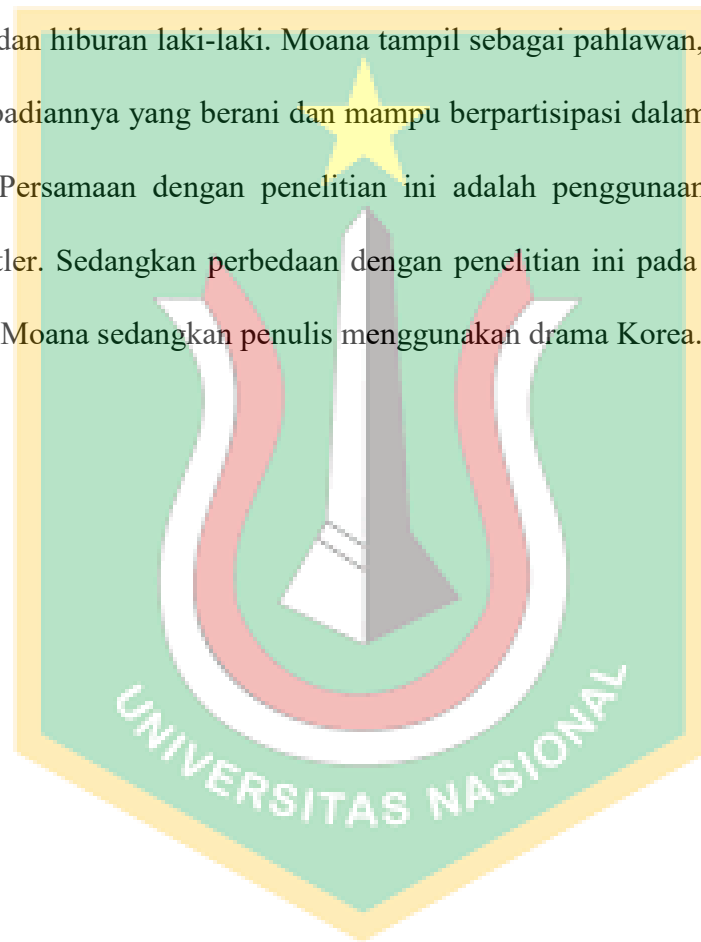 dan hiburan laki-laki. Moana tampil sebagai pahlawan,
badiannya yang berani dan mampu berpartisipasi dalam
Persamaan dengan penelitian ini adalah penggunaan
tler. Sedangkan perbedaan dengan penelitian ini pada
Moana sedangkan penulis menggunakan drama Korea.
UNIVERSITAS NASIONAL